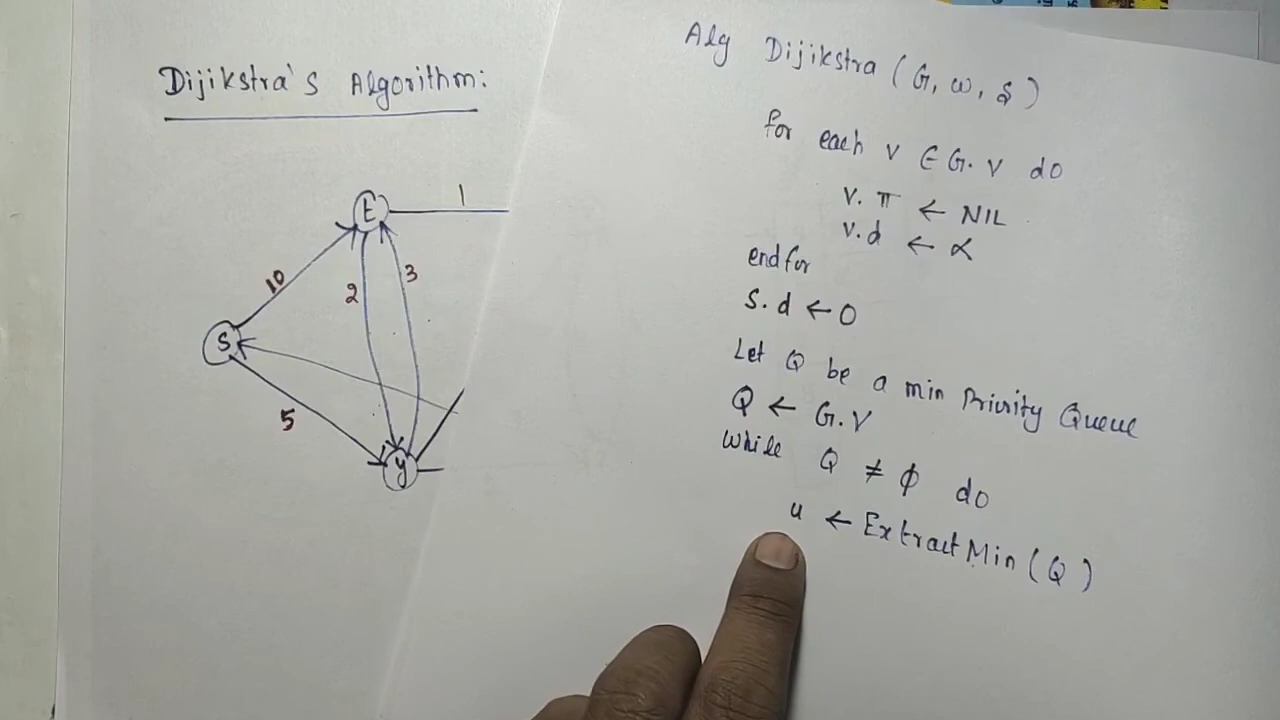 Dijikstra's Algorithm:
t
1
10
2
3
S
5
y
Alg Dijikstra (G, w, s)
for each v ∈ G.V do
v.π ← NIL
v.d ← α
endfor
s.d ← 0
Let Q be a min Priority Queue
Q ← G.V
While Q ≠ ϕ do
u ← ExtractMin (Q)